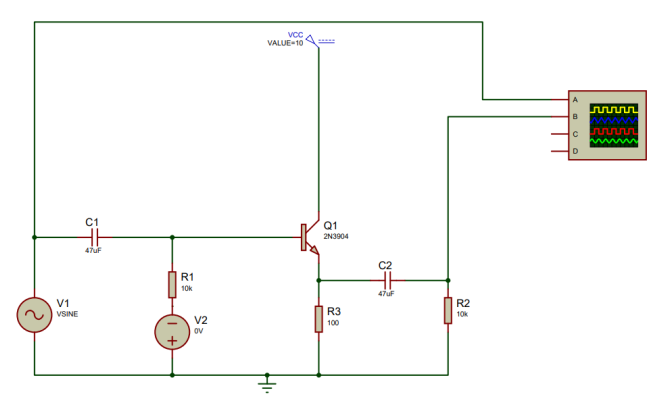 VCC
VALUE=10
A
B
C
D
C1
47uF
Q1
2N3904
R1
10k
C2
47uF
V1
VSINE
V2
0V
R3
100
R2
10k